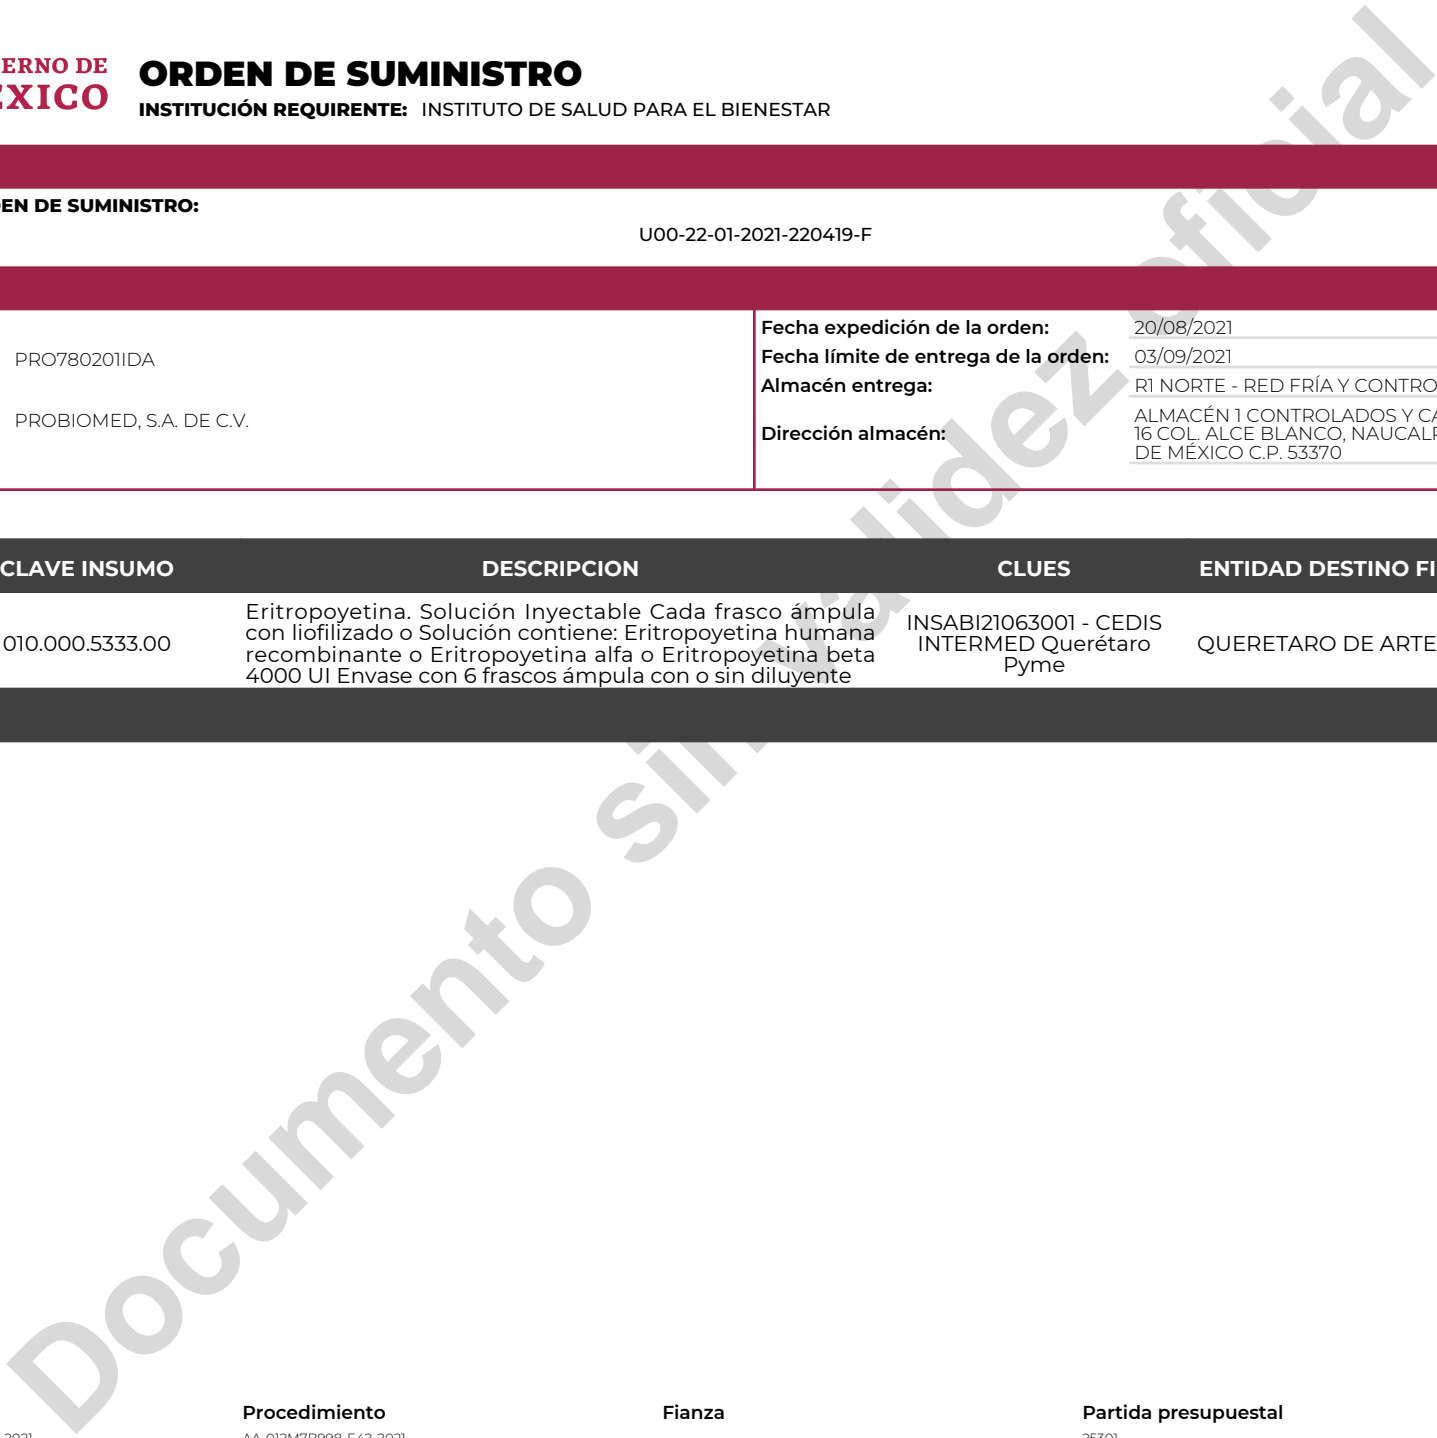 ERNO DE
ÉXICO
ORDEN DE SUMINISTRO
INSTITUCIÓN REQUIRENTE: INSTITUTO DE SALUD PARA EL BIENESTAR
EN DE SUMINISTRO:
U00-22-01-2021-220419-F
PRO780201IDA
PROBIOMED, S.A. DE C.V.
Fecha expedición de la orden: 20/08/2021
Fecha límite de entrega de la orden: 03/09/2021
Almacén entrega: R1 NORTE - RED FRÍA Y CONTRO
Dirección almacén: ALMACÉN 1 CONTROLADOS Y CA
16 COL. ALCE BLANCO, NAUCALP
DE MÉXICO C.P. 53370
CLAVE INSUMO DESCRIPCION CLUES ENTIDAD DESTINO FI
010.000.5333.00
Eritropoyetina. Solución Inyectable Cada frasco ámpula
con liofilizado o Solución contiene: Eritropoyetina humana
recombinante o Eritropoyetina alfa o Eritropoyetina beta
4000 UI Envase con 6 frascos ámpula con o sin diluyente
INSABI21063001 - CEDIS
INTERMED Querétaro
Pyme
QUERETARO DE ARTE
Documento sin validez oficial
Procedimiento Fianza Partida presupuestal